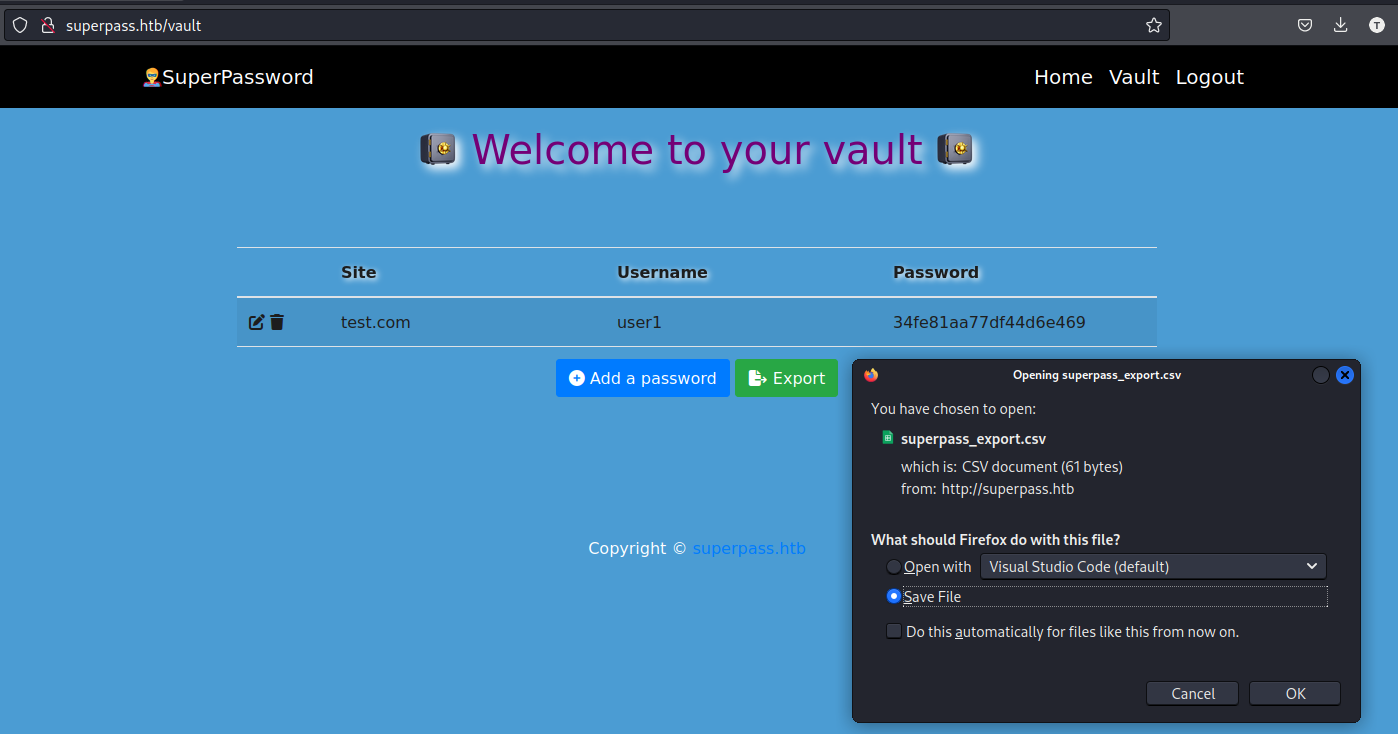 superpass.htb/vault
T
SuperPassword
Home Vault Logout
Welcome to your vault
Site Username Password
test.com user1 34fe81aa77df44d6e469
Add a password Export
Copyright © superpass.htb
Opening superpass_export.csv
You have chosen to open:
superpass_export.csv
which is: CSV document (61 bytes)
from: http://superpass.htb
What should Firefox do with this file?
Open with Visual Studio Code (default)
Save File
Do this automatically for files like this from now on.
Cancel OK